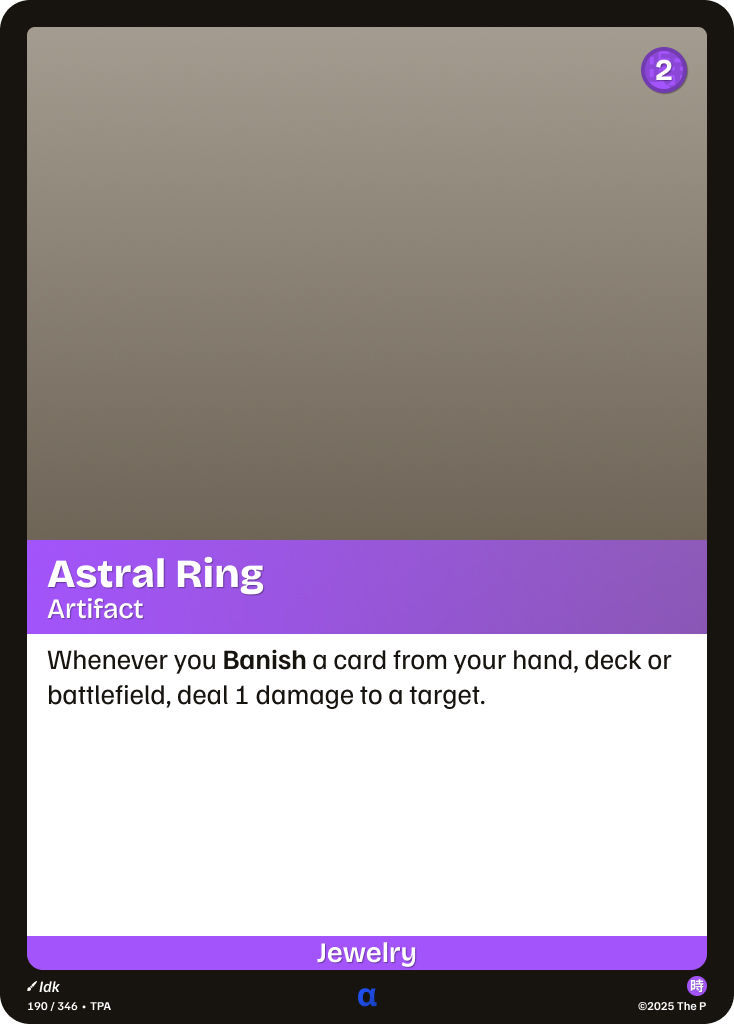 2
Astral Ring
Artifact
Whenever you Banish a card from your hand, deck or
battlefield, deal 1 damage to a target.
Jewelry
Idk
190 / 346 • TPA
α
時
©2025 The P